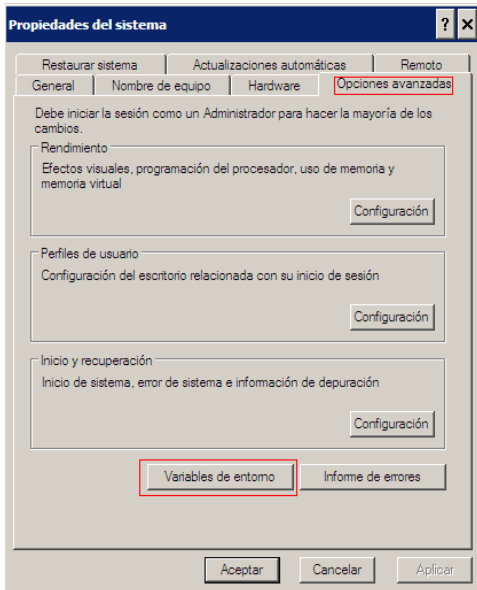 Propiedades del sistema
Restaurar sistema
Actualizaciones automáticas
Remoto
General
Nombre de equipo
Hardware
Opciones avanzadas
Debe iniciar la sesión como un Administrador para hacer la mayoría de los
cambios.
Rendimiento
Efectos visuales, programación del procesador, uso de memoria y
memoria virtual
Configuración
Perfiles de usuario
Configuración del escritorio relacionada con su inicio de sesión
Configuración
Inicio y recuperación
Inicio de sistema, error de sistema e información de depuración
Configuración
Variables de entorno
Informe de errores
Aceptar
Cancelar
Aplicar